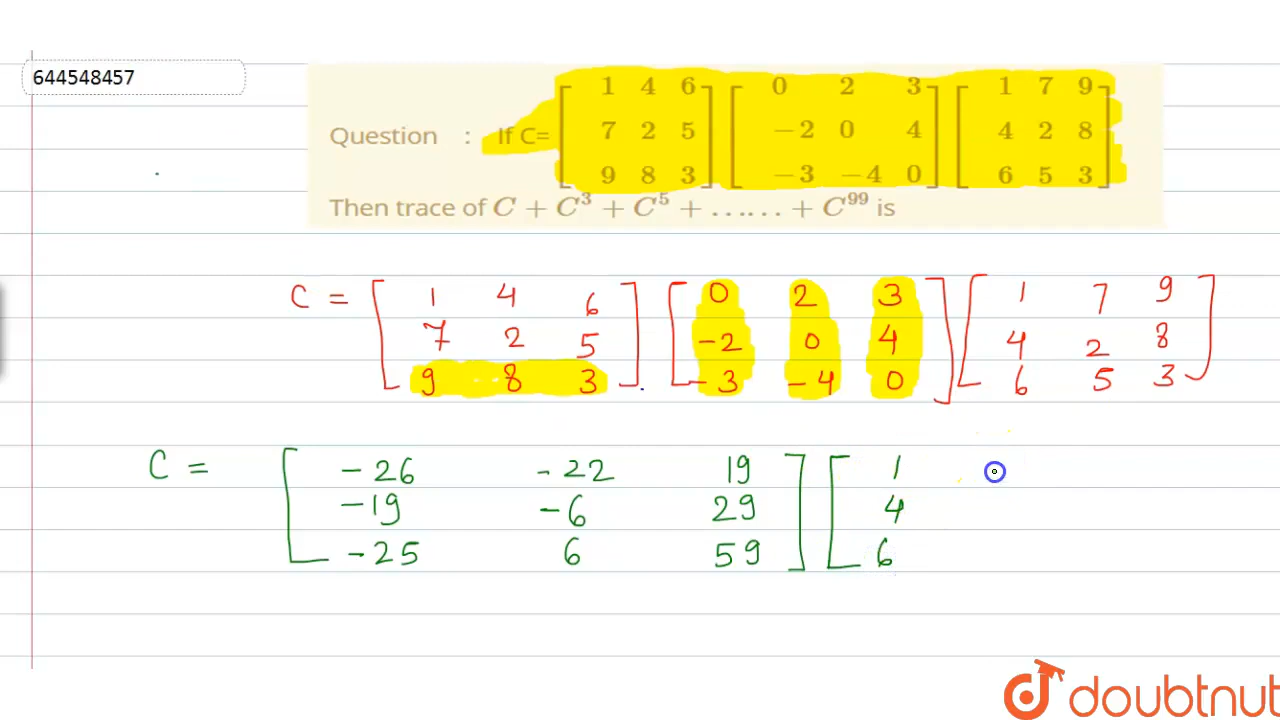 644548457
Question : If C= [ 1 4 6 ] [ 0 2 3 ] [ 1 7 9 ]
7 2 5 −2 0 4 4 2 8
9 8 3 −3 −4 0 6 5 3
Then trace of C + C³ + C⁵ + ...... + C⁹⁹ is
C = [ 1 4 6 ] [ 0 2 3 ] [ 1 7 9 ]
7 2 5 -2 0 4 4 2 8
9 8 3 -3 -4 0 6 5 3
C = [ -26 -22 19 ] [ 1
-19 -6 29 4
-25 6 59 6
doubtnut